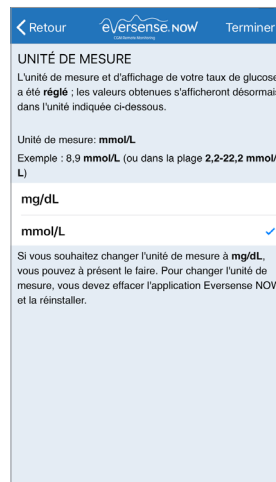 Retour eversense. NOW Terminer
CGM Remote Monitoring
UNITÉ DE MESURE
L'unité de mesure et d'affichage de votre taux de glucose
a été réglé ; les valeurs obtenues s'afficheront désormais
dans l'unité indiquée ci-dessous.
Unité de mesure: mmol/L
Exemple : 8,9 mmol/L (ou dans la plage 2,2-22,2 mmol/
L)
mg/dL
mmol/L
Si vous souhaitez changer l'unité de mesure à mg/dL,
vous pouvez à présent le faire. Pour changer l'unité de
mesure, vous devez effacer l'application Eversense NOW
et la réinstaller.